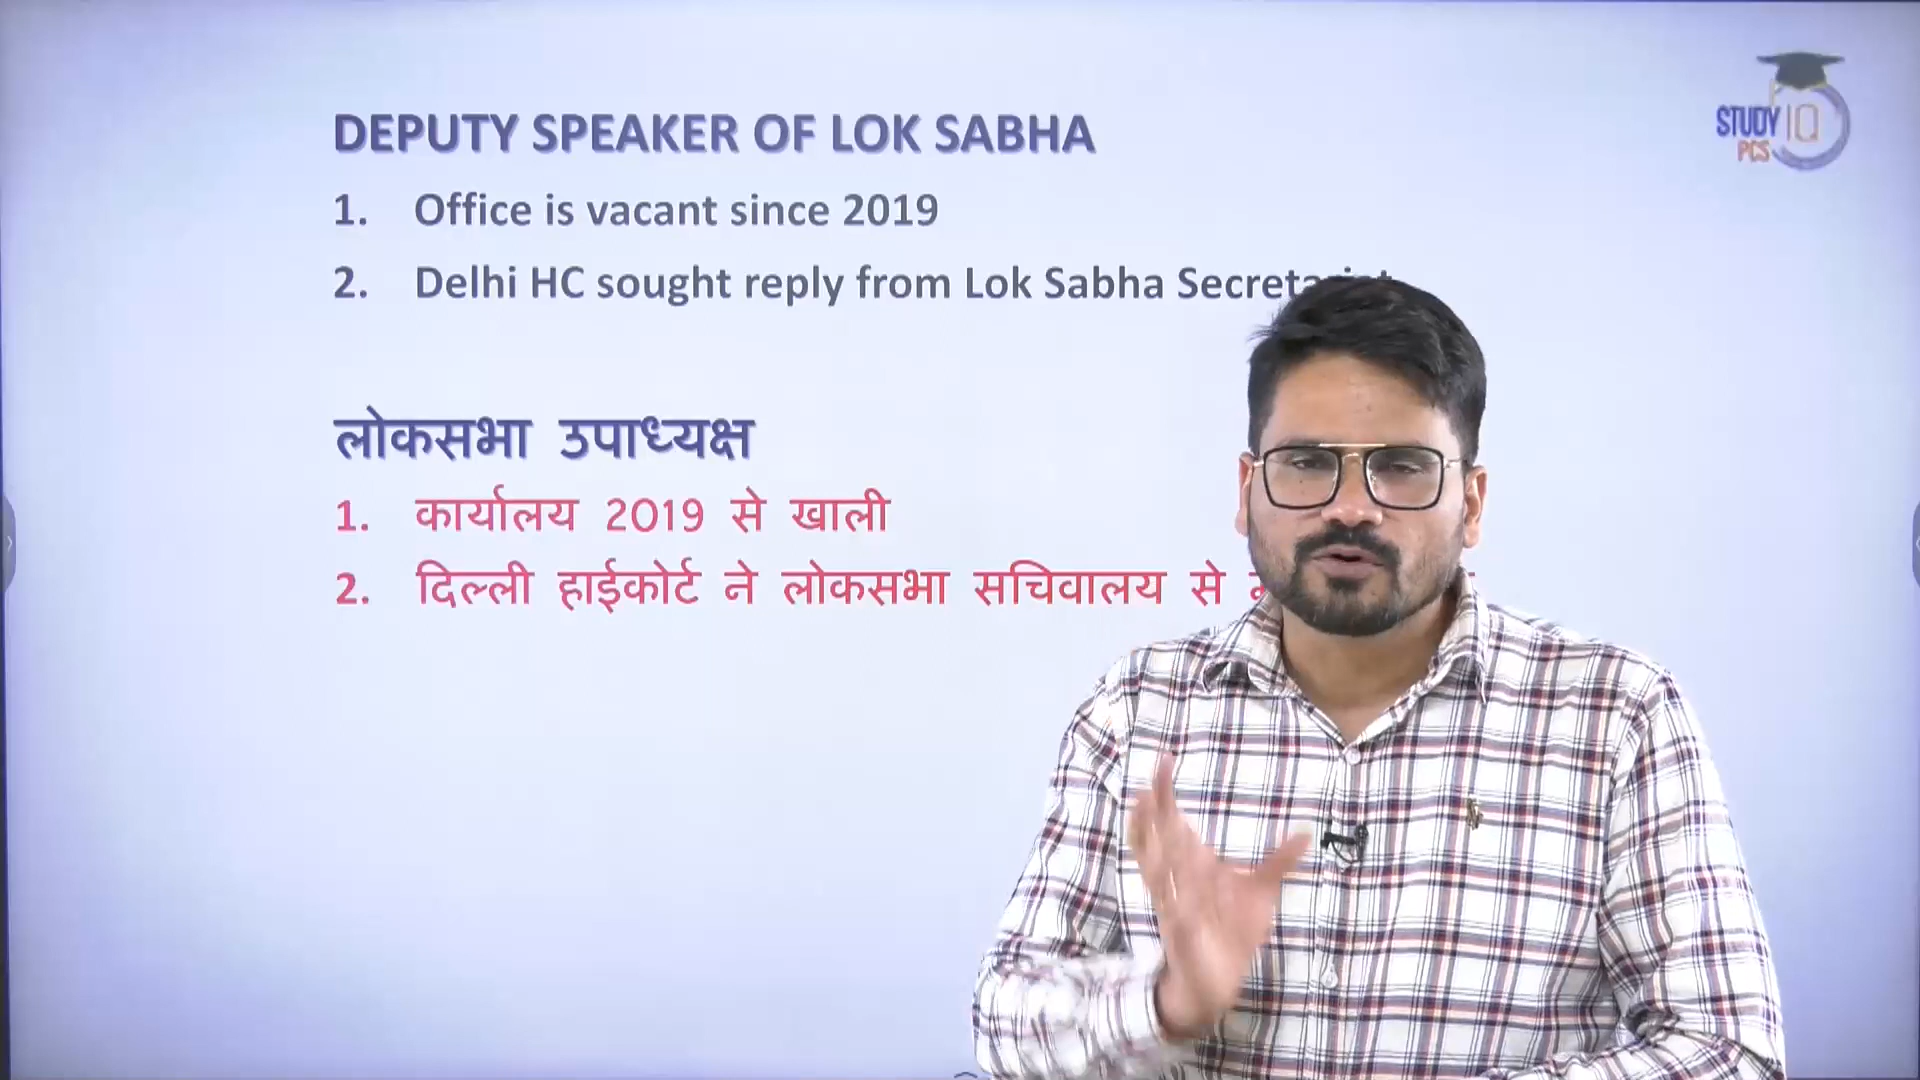 DEPUTY SPEAKER OF LOK SABHA
STUDY IQ
PCS
1. Office is vacant since 2019
2. Delhi HC sought reply from Lok Sabha Secretariat
लोकसभा उपाध्यक्ष
1. कार्यालय 2019 से खाली
2. दिल्ली हाईकोर्ट ने लोकसभा सचिवालय से